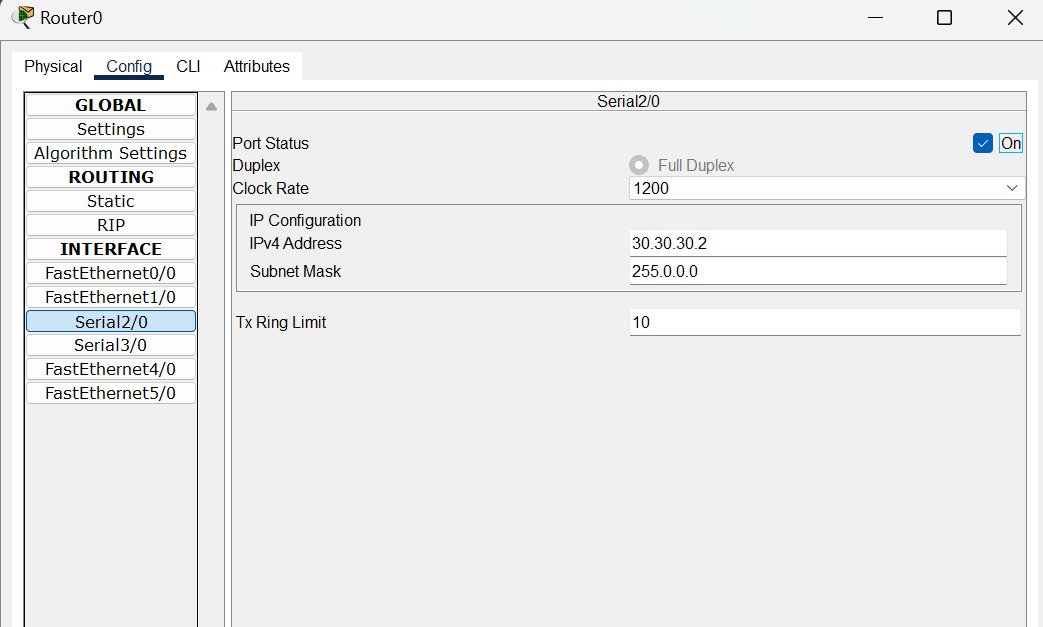 Router0
Physical Config CLI Attributes
GLOBAL
Settings
Algorithm Settings
ROUTING
Static
RIP
INTERFACE
FastEthernet0/0
FastEthernet1/0
Serial2/0
Serial3/0
FastEthernet4/0
FastEthernet5/0
Serial2/0
Port Status On
Duplex Full Duplex
Clock Rate 1200
IP Configuration
IPv4 Address 30.30.30.2
Subnet Mask 255.0.0.0
Tx Ring Limit 10